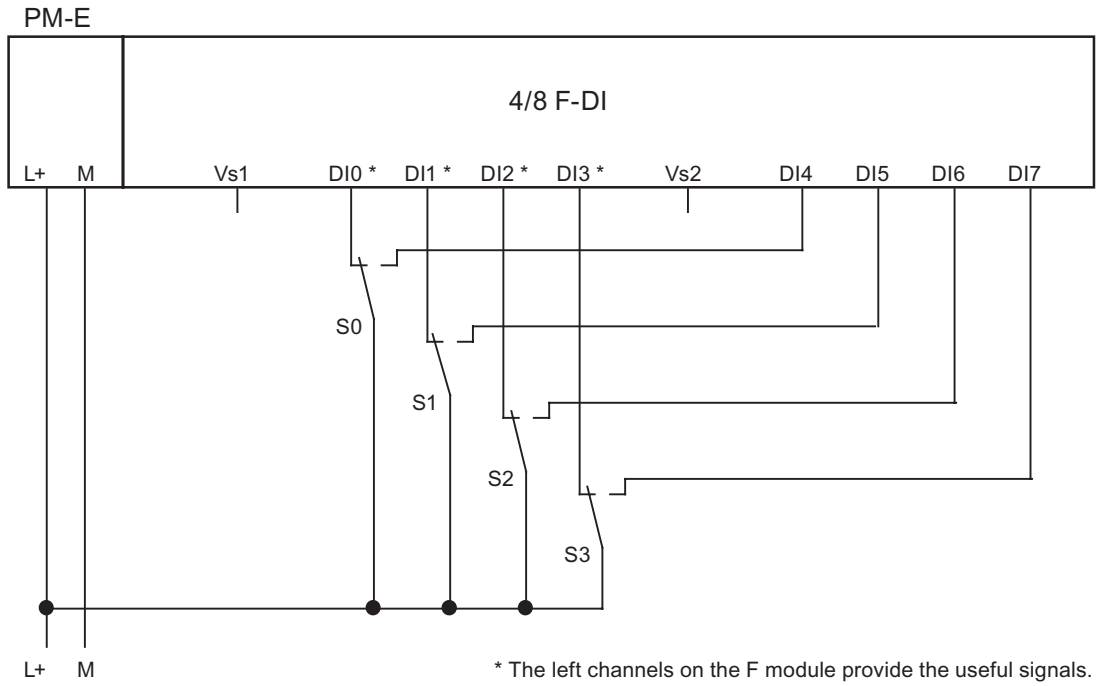 PM-E
4/8 F-DI
L+ M Vs1 DI0 * DI1 * DI2 * DI3 * Vs2 DI4 DI5 DI6 DI7
S0
S1
S2
S3
L+ M * The left channels on the F module provide the useful signals.